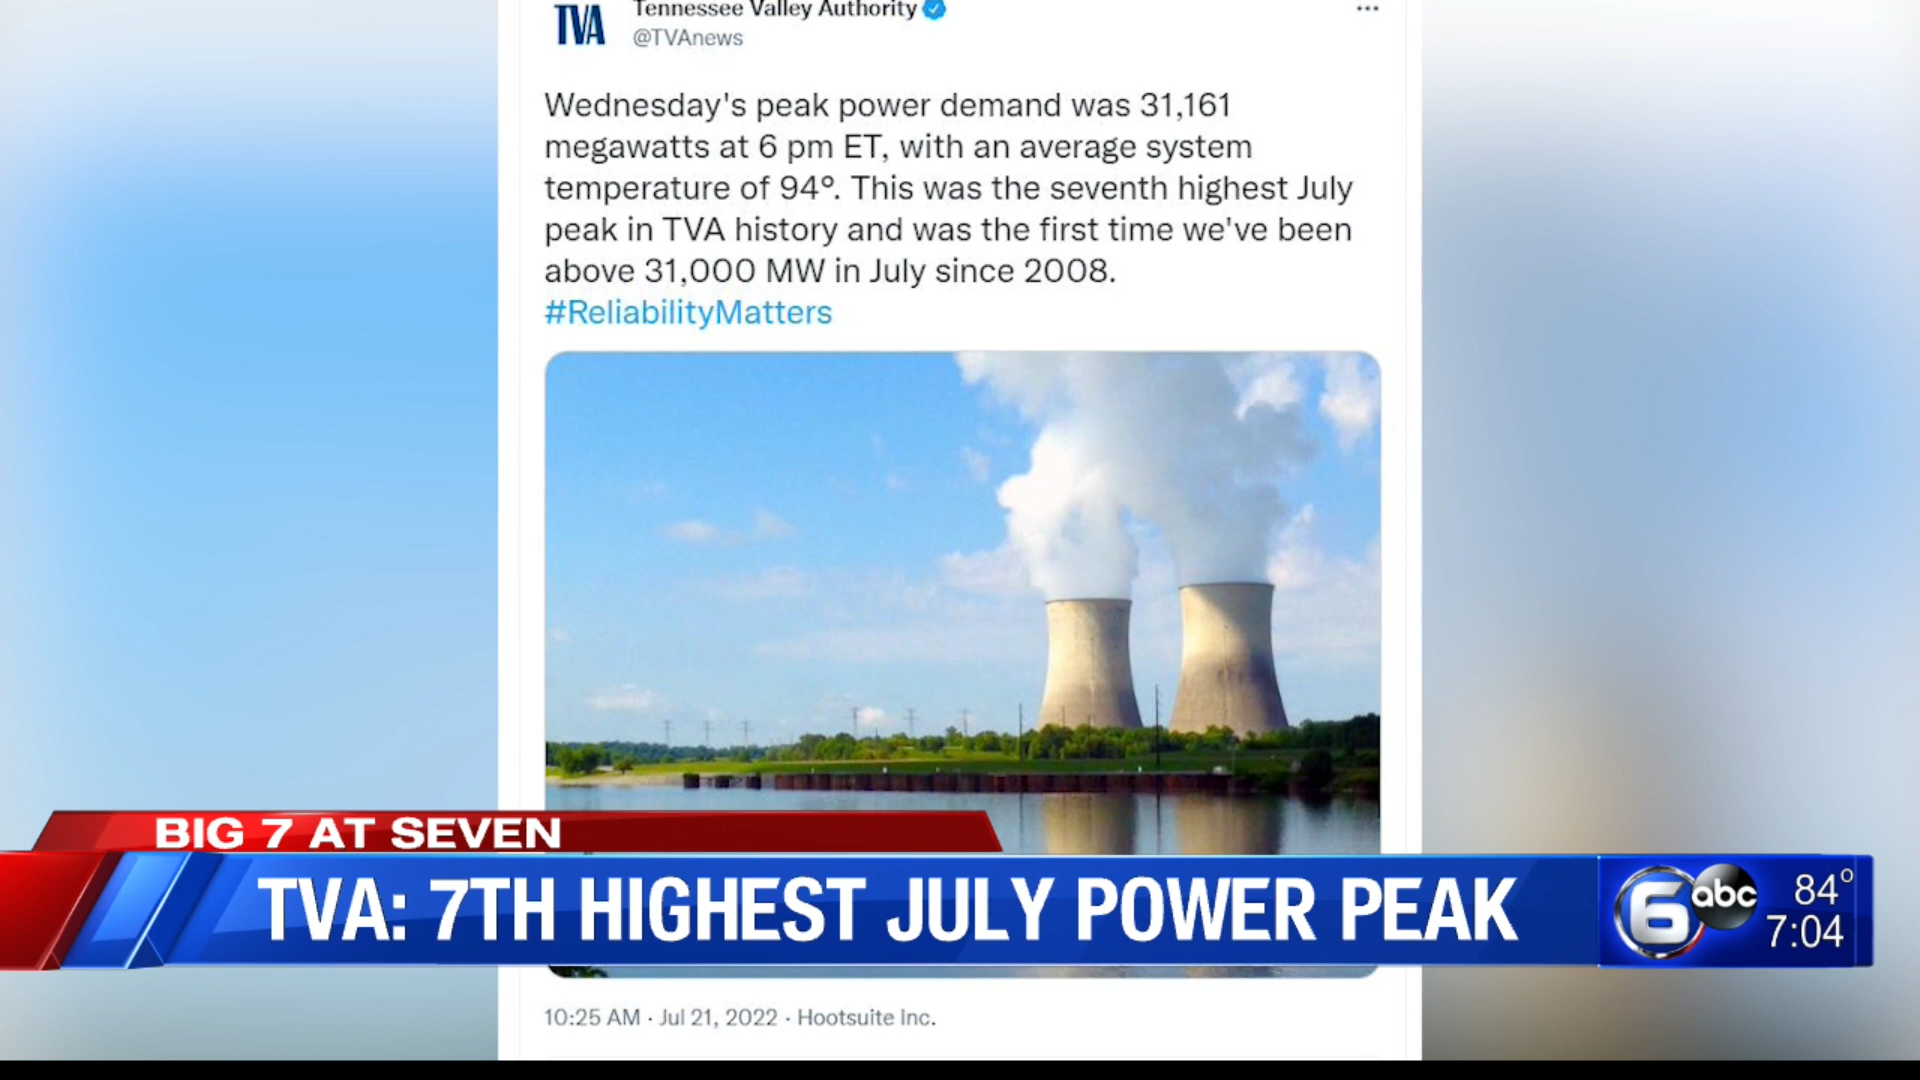 TVA
Tennessee Valley Authority
@TVAnews
...
Wednesday's peak power demand was 31,161
megawatts at 6 pm ET, with an average system
temperature of 94°. This was the seventh highest July
peak in TVA history and was the first time we've been
above 31,000 MW in July since 2008.
#ReliabilityMatters
BIG 7 AT SEVEN
TVA: 7TH HIGHEST JULY POWER PEAK
6 abc 84°
7:04
10:25 AM · Jul 21, 2022 · Hootsuite Inc.